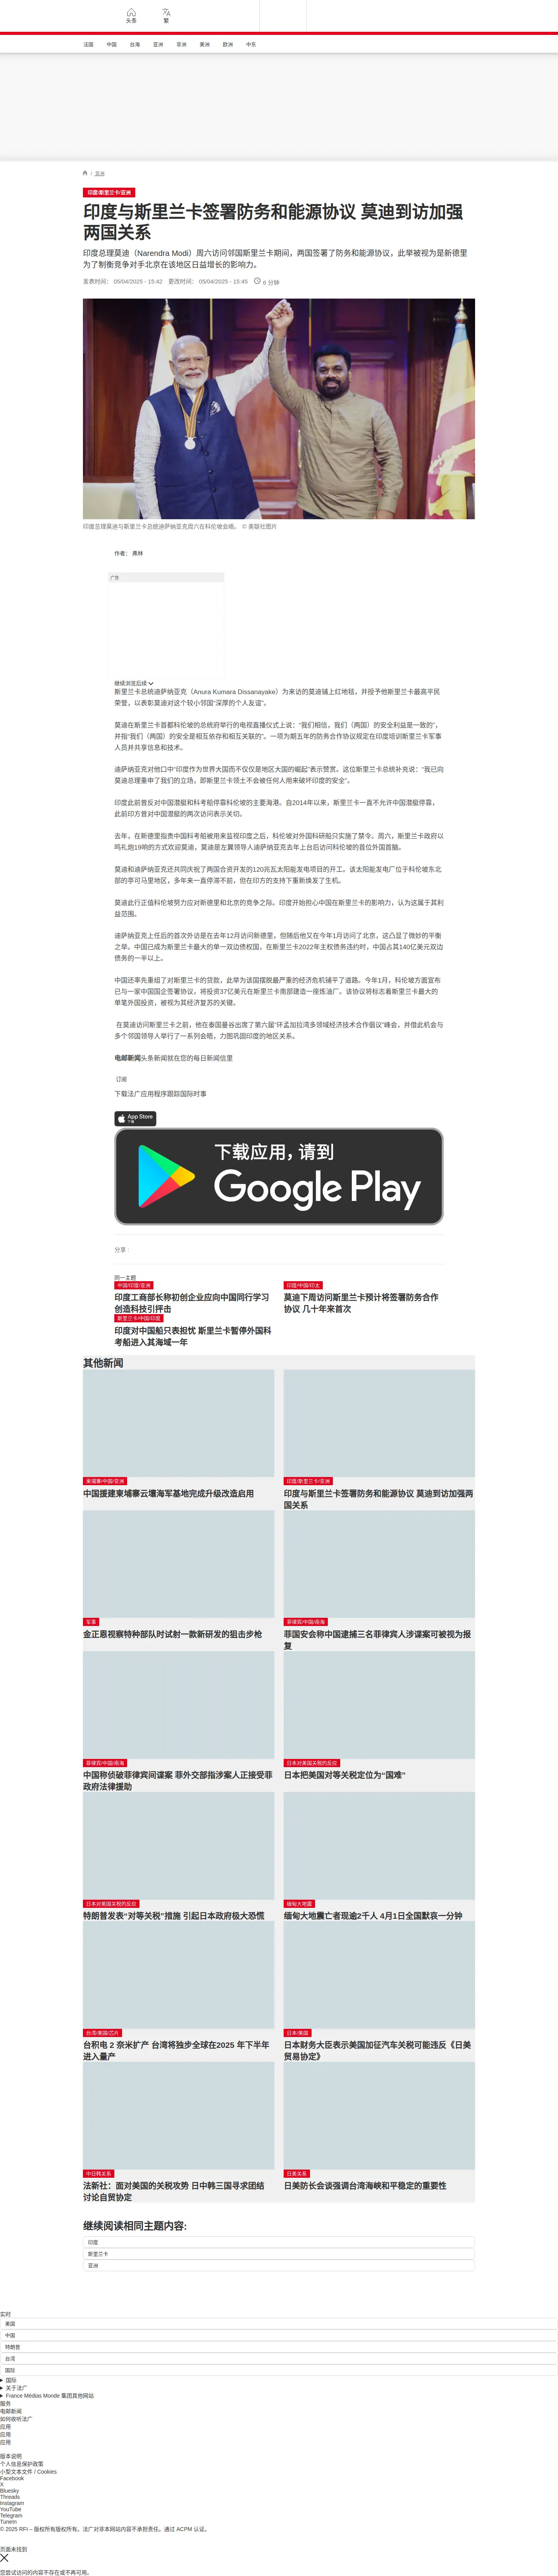 头条
繁
法国
中国
台海
亚洲
非洲
美洲
欧洲
中东
/ 亚洲
印度/斯里兰卡/亚洲
印度与斯里兰卡签署防务和能源协议 莫迪到访加强
两国关系
印度总理莫迪（Narendra Modi）周六访问邻国斯里兰卡期间，两国签署了防务和能源协议，此举被视为是新德里
为了制衡竞争对手北京在该地区日益增长的影响力。
发表时间： 05/04/2025 - 15:42 更改时间： 05/04/2025 - 15:45 6 分钟
印度总理莫迪与斯里兰卡总统迪萨纳亚克周六在科伦坡会晤。 © 美联社图片
作者： 弗林
广告
继续浏览后续
斯里兰卡总统迪萨纳亚克（Anura Kumara Dissanayake）为来访的莫迪铺上红地毯，并授予他斯里兰卡最高平民
荣誉，以表彰莫迪对这个较小邻国“深厚的个人友谊”。
莫迪在斯里兰卡首都科伦坡的总统府举行的电视直播仪式上说：“我们相信，我们（两国）的安全利益是一致的”，
并指“我们（两国）的安全是相互依存和相互关联的”。一项为期五年的防务合作协议规定在印度培训斯里兰卡军事
人员并共享信息和技术。
迪萨纳亚克对他口中“印度作为世界大国而不仅仅是地区大国的崛起”表示赞赏。这位斯里兰卡总统补充说：“我已向
莫迪总理重申了我们的立场，即斯里兰卡领土不会被任何人用来破坏印度的安全”。
印度此前曾反对中国潜艇和科考船停靠科伦坡的主要海港。自2014年以来，斯里兰卡一直不允许中国潜艇停靠，
此前印方曾对中国潜艇的两次访问表示关切。
去年，在新德里指责中国科考船被用来监视印度之后，科伦坡对外国科研船只实施了禁令。周六，斯里兰卡政府以
鸣礼炮19响的方式欢迎莫迪，莫迪是左翼领导人迪萨纳亚克去年上台后访问科伦坡的首位外国首脑。
莫迪和迪萨纳亚克还共同庆祝了两国合资开发的120兆瓦太阳能发电项目的开工。该太阳能发电厂位于科伦坡东北
部的亭可马里地区，多年来一直停滞不前，但在印方的支持下重新焕发了生机。
莫迪此行正值科伦坡努力应对新德里和北京的竞争之际。印度开始担心中国在斯里兰卡的影响力，认为这属于其利
益范围。
迪萨纳亚克上任后的首次外访是在去年12月访问新德里，但随后他又在今年1月访问了北京，这凸显了微妙的平衡
之举。中国已成为斯里兰卡最大的单一双边债权国，在斯里兰卡2022年主权债务违约时，中国占其140亿美元双边
债务的一半以上。
中国还率先重组了对斯里兰卡的贷款，此举为该国摆脱最严重的经济危机铺平了道路。今年1月，科伦坡方面宣布
已与一家中国国企签署协议，将投资37亿美元在斯里兰卡南部建造一座炼油厂。该协议将标志着斯里兰卡最大的
单笔外国投资，被视为其经济复苏的关键。
在莫迪访问斯里兰卡之前，他在泰国曼谷出席了第六届“环孟加拉湾多领域经济技术合作倡议”峰会，并借此机会与
多个邻国领导人举行了一系列会晤，力图巩固印度的地区关系。
电邮新闻头条新闻就在您的每日新闻信里
订阅
下载法广应用程序跟踪国际时事
App Store
下载
下载应用，请到
Google Play
分享 :
同一主题
中国/印度/亚洲
印度工商部长称初创企业应向中国同行学习
创造科技引抨击
印度/中国/印太
莫迪下周访问斯里兰卡预计将签署防务合作
协议 几十年来首次
斯里兰卡/中国/印度
印度对中国船只表担忧 斯里兰卡暂停外国科
考船进入其海域一年
其他新闻
柬埔寨/中国/亚洲
中国援建柬埔寨云壤海军基地完成升级改造启用
印度/斯里兰卡/亚洲
印度与斯里兰卡签署防务和能源协议 莫迪到访加强两
国关系
军事
金正恩视察特种部队时试射一款新研发的狙击步枪
菲律宾/中国/南海
菲国安会称中国逮捕三名菲律宾人涉谍案可被视为报
复
菲律宾/中国/南海
中国称侦破菲律宾间谍案 菲外交部指涉案人正接受菲
政府法律援助
日本对美国关税的反应
日本把美国对等关税定位为“国难”
日本对美国关税的反应
特朗普发表“对等关税”措施 引起日本政府极大恐慌
缅甸大地震
缅甸大地震亡者现逾2千人 4月1日全国默哀一分钟
台湾/美国/芯片
台积电 2 奈米扩产 台湾将独步全球在2025 年下半年
进入量产
日本/美国
日本财务大臣表示美国加征汽车关税可能违反《日美
贸易协定》
中日韩关系
法新社：面对美国的关税攻势 日中韩三国寻求团结
讨论自贸协定
日美关系
日美防长会谈强调台湾海峡和平稳定的重要性
继续阅读相同主题内容:
印度
斯里兰卡
亚洲
实时
美国
中国
特朗普
台湾
国际
国际
关于法广
France Médias Monde 集团其他网站
服务
电邮新闻
如何收听法广
应用
应用
应用
版本说明
个人信息保护政策
小型文本文件 / Cookies
Facebook
X
Bluesky
Threads
Instagram
YouTube
Telegram
TuneIn
© 2025 RFI – 版权所有版权所有。法广对非本网站内容不承担责任。通过 ACPM 认证。
页面未找到
您尝试访问的内容不存在或不再可用。